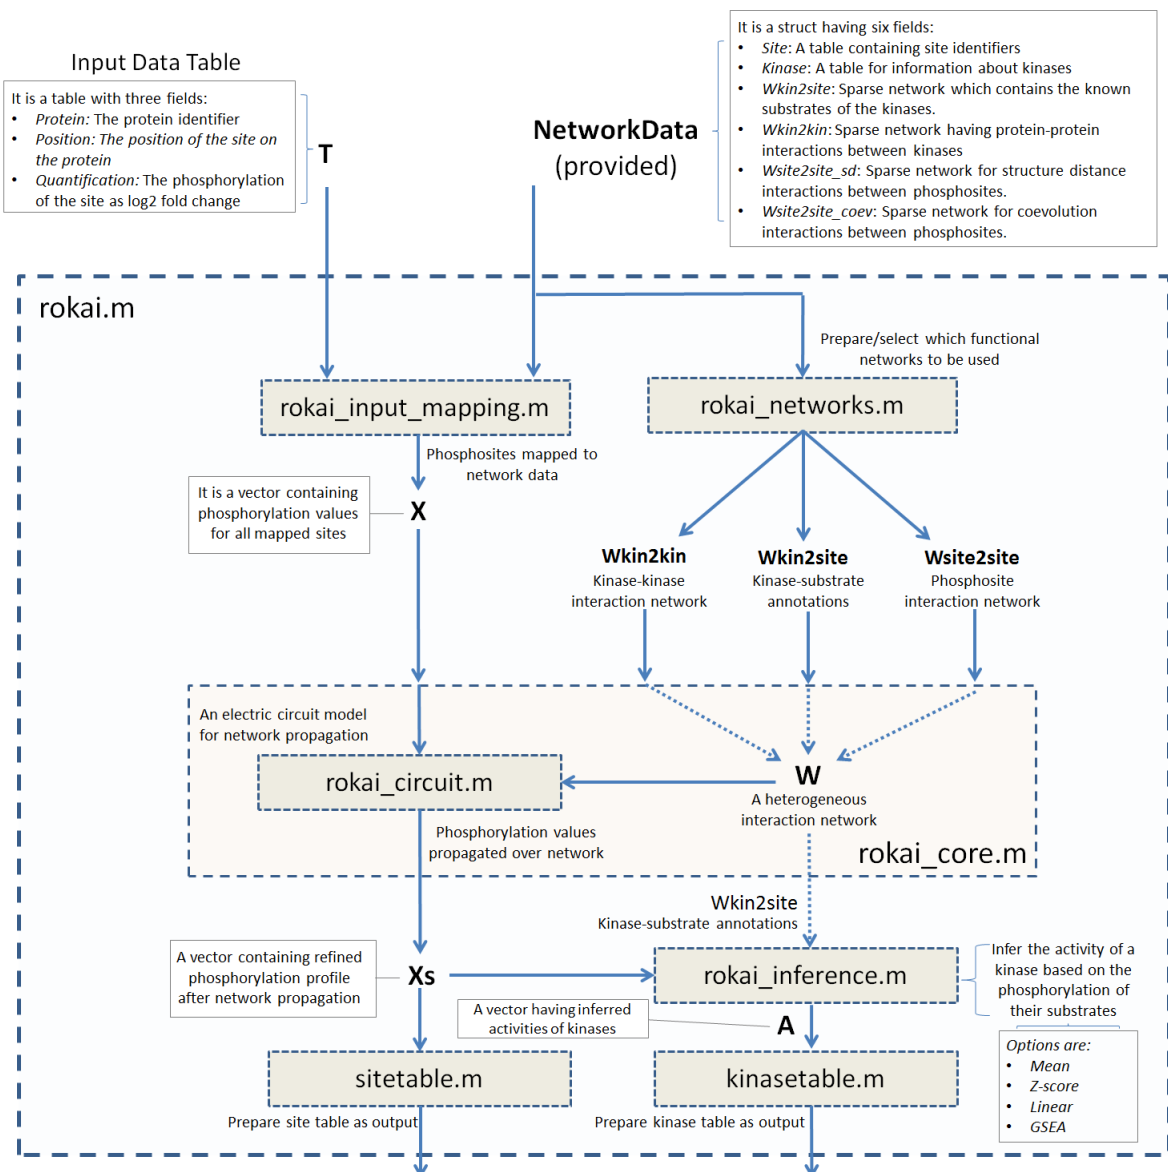 Input Data Table
It is a table with three fields:
• Protein: The protein identifier
• Position: The position of the site on
the protein
• Quantification: The phosphorylation
of the site as log2 fold change
T
NetworkData
(provided)
It is a struct having six fields:
• Site: A table containing site identifiers
• Kinase: A table for information about kinases
• Wkin2site: Sparse network which contains the known
substrates of the kinases.
• Wkin2kin: Sparse network having protein-protein
interactions between kinases
• Wsite2site_sd: Sparse network for structure distance
interactions between phosphosites.
• Wsite2site_coev: Sparse network for coevolution
interactions between phosphosites.
rokai.m
Prepare/select which functional
networks to be used
rokai_input_mapping.m
rokai_networks.m
Phosphosites mapped to
network data
It is a vector containing
phosphorylation values
for all mapped sites
X
Wkin2kin
Kinase-kinase
interaction network
Wkin2site
Kinase-substrate
annotations
Wsite2site
Phosphosite
interaction network
An electric circuit model
for network propagation
rokai_circuit.m
W
A heterogeneous
interaction network
Phosphorylation values
propagated over network
rokai_core.m
Wkin2site
Kinase-substrate annotations
A vector containing refined
phosphorylation profile
after network propagation
Xs
rokai_inference.m
Infer the activity of a
kinase based on the
phosphorylation of
their substrates
A vector having inferred
activities of kinases
A
Options are:
• Mean
• Z-score
• Linear
• GSEA
sitetable.m
kinasetable.m
Prepare site table as output
Prepare kinase table as output